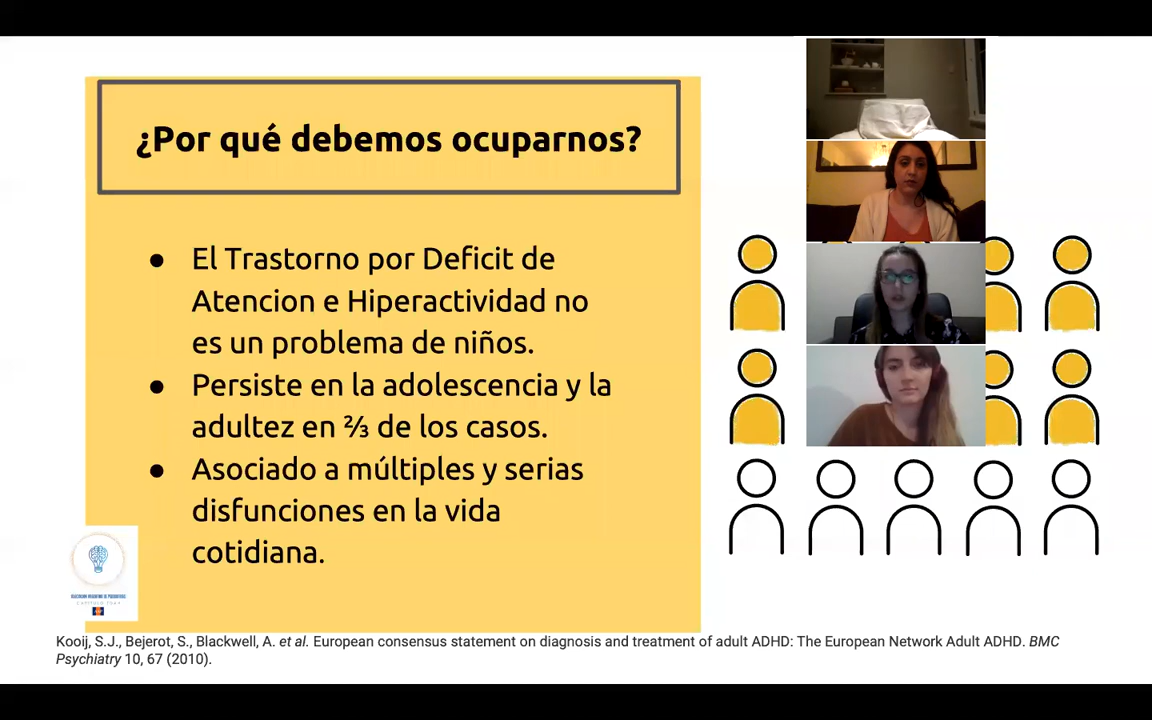 ¿Por qué debemos ocuparnos?
● El Trastorno por Deficit de
Atencion e Hiperactividad no
es un problema de niños.
● Persiste en la adolescencia y la
adultez en ⅔ de los casos.
● Asociado a múltiples y serias
disfunciones en la vida
cotidiana.
Kooij, S.J., Bejerot, S., Blackwell, A. et al. European consensus statement on diagnosis and treatment of adult ADHD: The European Network Adult ADHD. BMC
Psychiatry 10, 67 (2010).